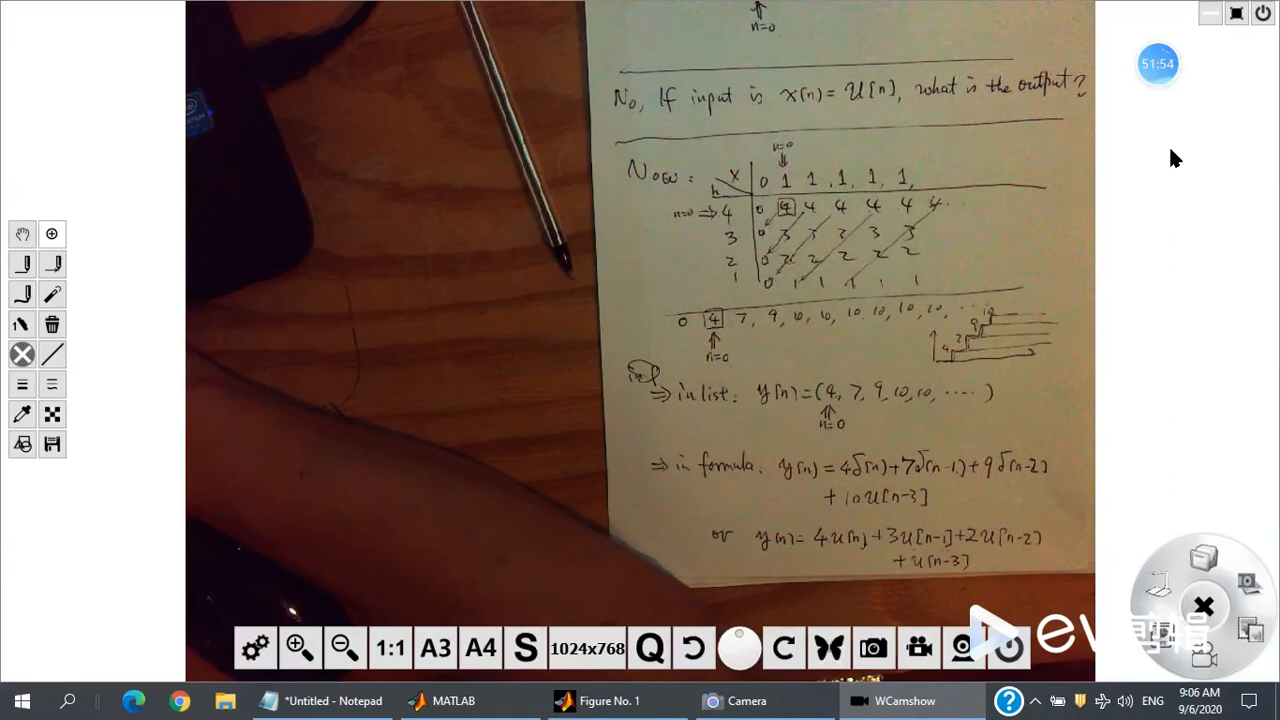 n=0
51:54
No, If input is x(n) = u[n], what is the output?
n=0
Now: x 0 1 1, 1, 1, 1,
h
n=0 ⇒ 4 0 4 4 4 4 4 4 ..
3 0 3 3 3 3 3
2 0 2 2 2 2 2
1 0 1 1 1 1 1
0 4 7, 9, 10, 10, 10, 10, 10, 10, ...
n=0
4 7 9 10
⇒ in list: y(n) = (4, 7, 9, 10, 10, ..... )
n=0
⇒ in formula: y(n) = 4δ[n] + 7δ[n-1] + 9δ[n-2]
+ 10u[n-3]
or y(n) = 4u[n] + 3u[n-1] + 2u[n-2]
+ u[n-3]
1:1 A3 A4 S 1024x768 Q
*Untitled - Notepad MATLAB Figure No. 1 Camera WCamshow ENG 9:06 AM
9/6/2020